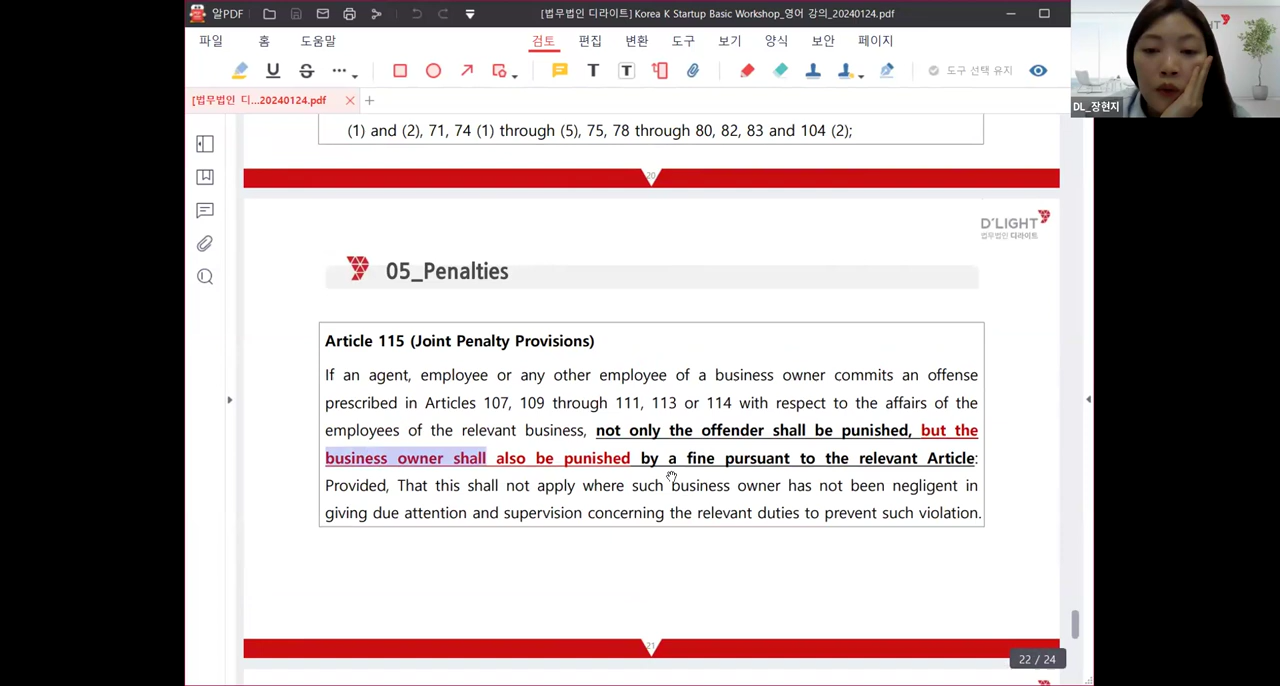 알PDF
[법무법인 디라이트] Korea K Startup Basic Workshop_영어 강의_20240124.pdf
파일 홈 도움말 검토 편집 변환 도구 보기 양식 보안 페이지
도구 선택 유지
[법무법인 디...20240124.pdf
DL_장현지
(1) and (2), 71, 74 (1) through (5), 75, 78 through 80, 82, 83 and 104 (2);
20
D'LIGHT
법무법인 디라이트
05_Penalties
Article 115 (Joint Penalty Provisions)
If an agent, employee or any other employee of a business owner commits an offense
prescribed in Articles 107, 109 through 111, 113 or 114 with respect to the affairs of the
employees of the relevant business, not only the offender shall be punished, but the
business owner shall also be punished by a fine pursuant to the relevant Article:
Provided, That this shall not apply where such business owner has not been negligent in
giving due attention and supervision concerning the relevant duties to prevent such violation.
21
22 / 24